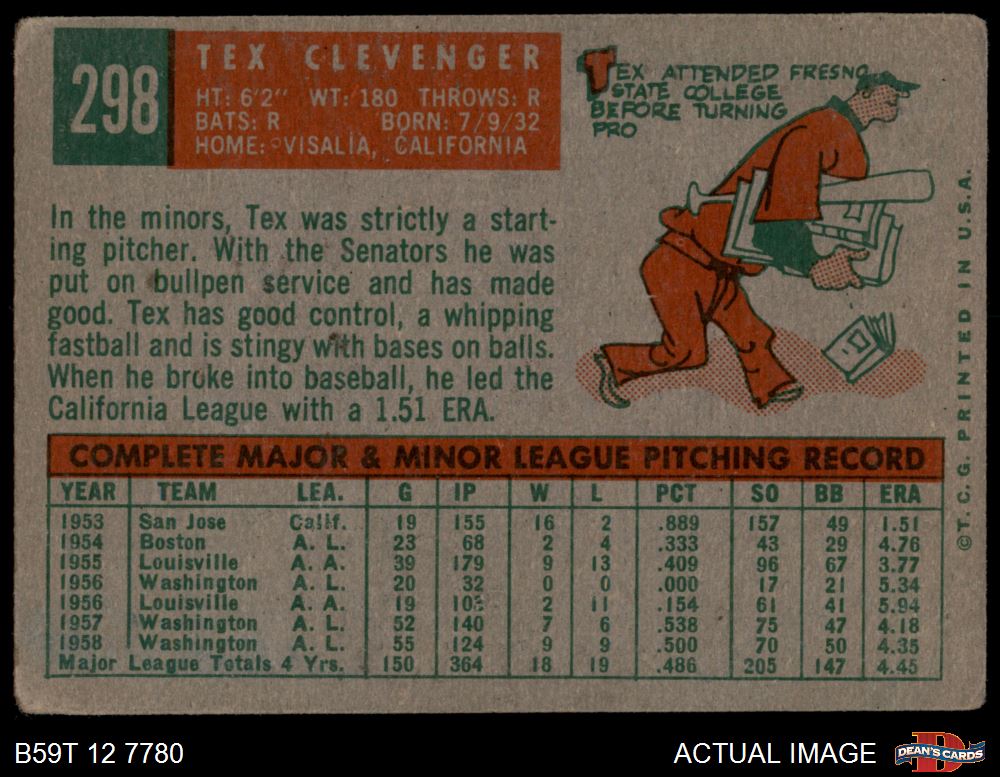 298
TEX CLEVENGER
HT: 6'2" WT: 180 THROWS: R
BATS: R BORN: 7/9/32
HOME: VISALIA, CALIFORNIA
TEX ATTENDED FRESNO
STATE COLLEGE
BEFORE TURNING
PRO
In the minors, Tex was strictly a start-
ing pitcher. With the Senators he was
put on bullpen service and has made
good. Tex has good control, a whipping
fastball and is stingy with bases on balls.
When he broke into baseball, he led the
California League with a 1.51 ERA.
COMPLETE MAJOR & MINOR LEAGUE PITCHING RECORD
YEAR TEAM LEA. G IP W L PCT SO BB ERA
1953 San Jose Calif. 19 155 16 2 .889 157 49 1.51
1954 Boston A. L. 23 68 2 4 .333 43 29 4.76
1955 Louisville A. A. 39 179 9 13 .409 96 67 3.77
1956 Washington A. L. 20 32 0 0 .000 17 21 5.34
1956 Louisville A. A. 19 2 11 .154 61 41 5.94
1957 Washington A. L. 52 140 7 6 .538 75 47 4.18
1958 Washington A. L. 55 124 9 9 .500 70 50 4.35
Major League Totals 4 Yrs. 150 364 18 19 .486 205 147 4.45
©T.C.G. PRINTED IN U.S.A.
B59T 12 7780
ACTUAL IMAGE
D
DEAN'S CARDS